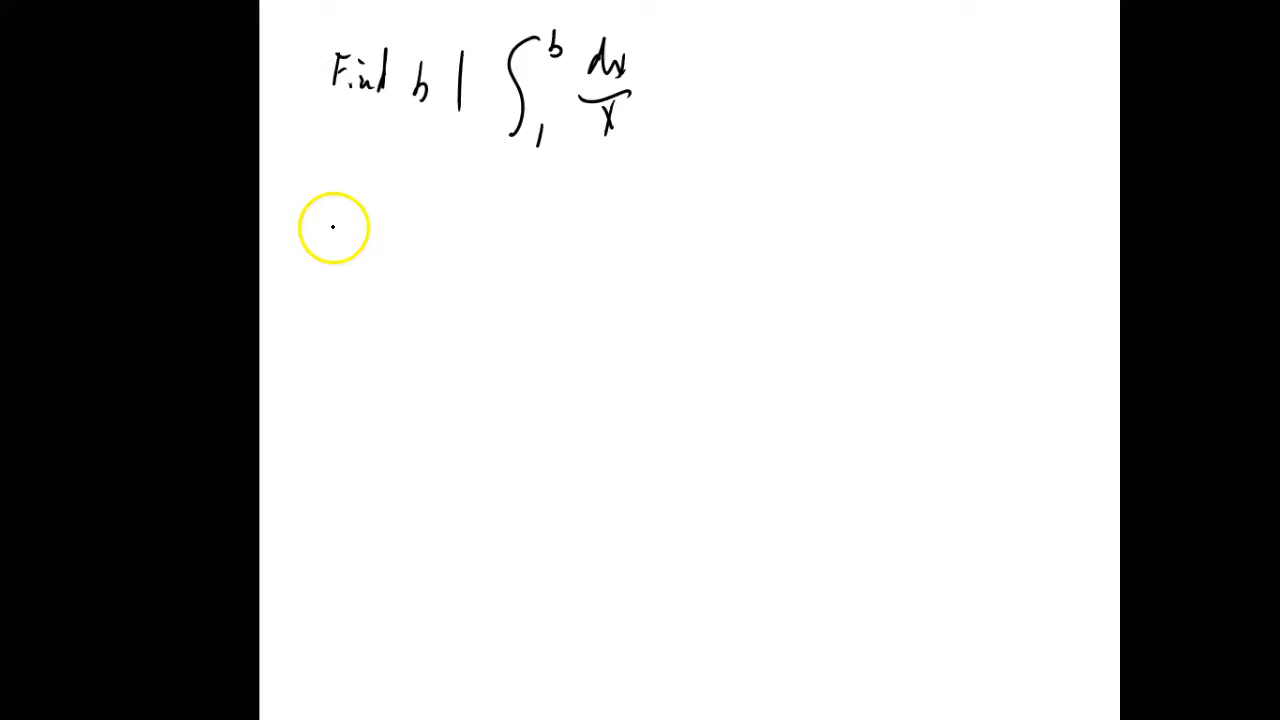 Find b | ∫₁ᵇ dx/x